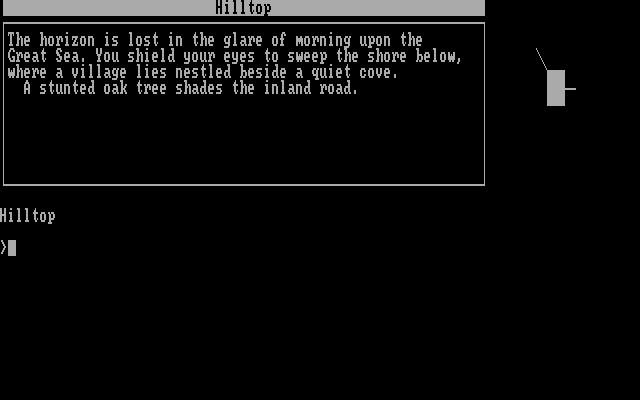 Hilltop
The horizon is lost in the glare of morning upon the
Great Sea. You shield your eyes to sweep the shore below,
where a village lies nestled beside a quiet cove.
A stunted oak tree shades the inland road.
Hilltop
>